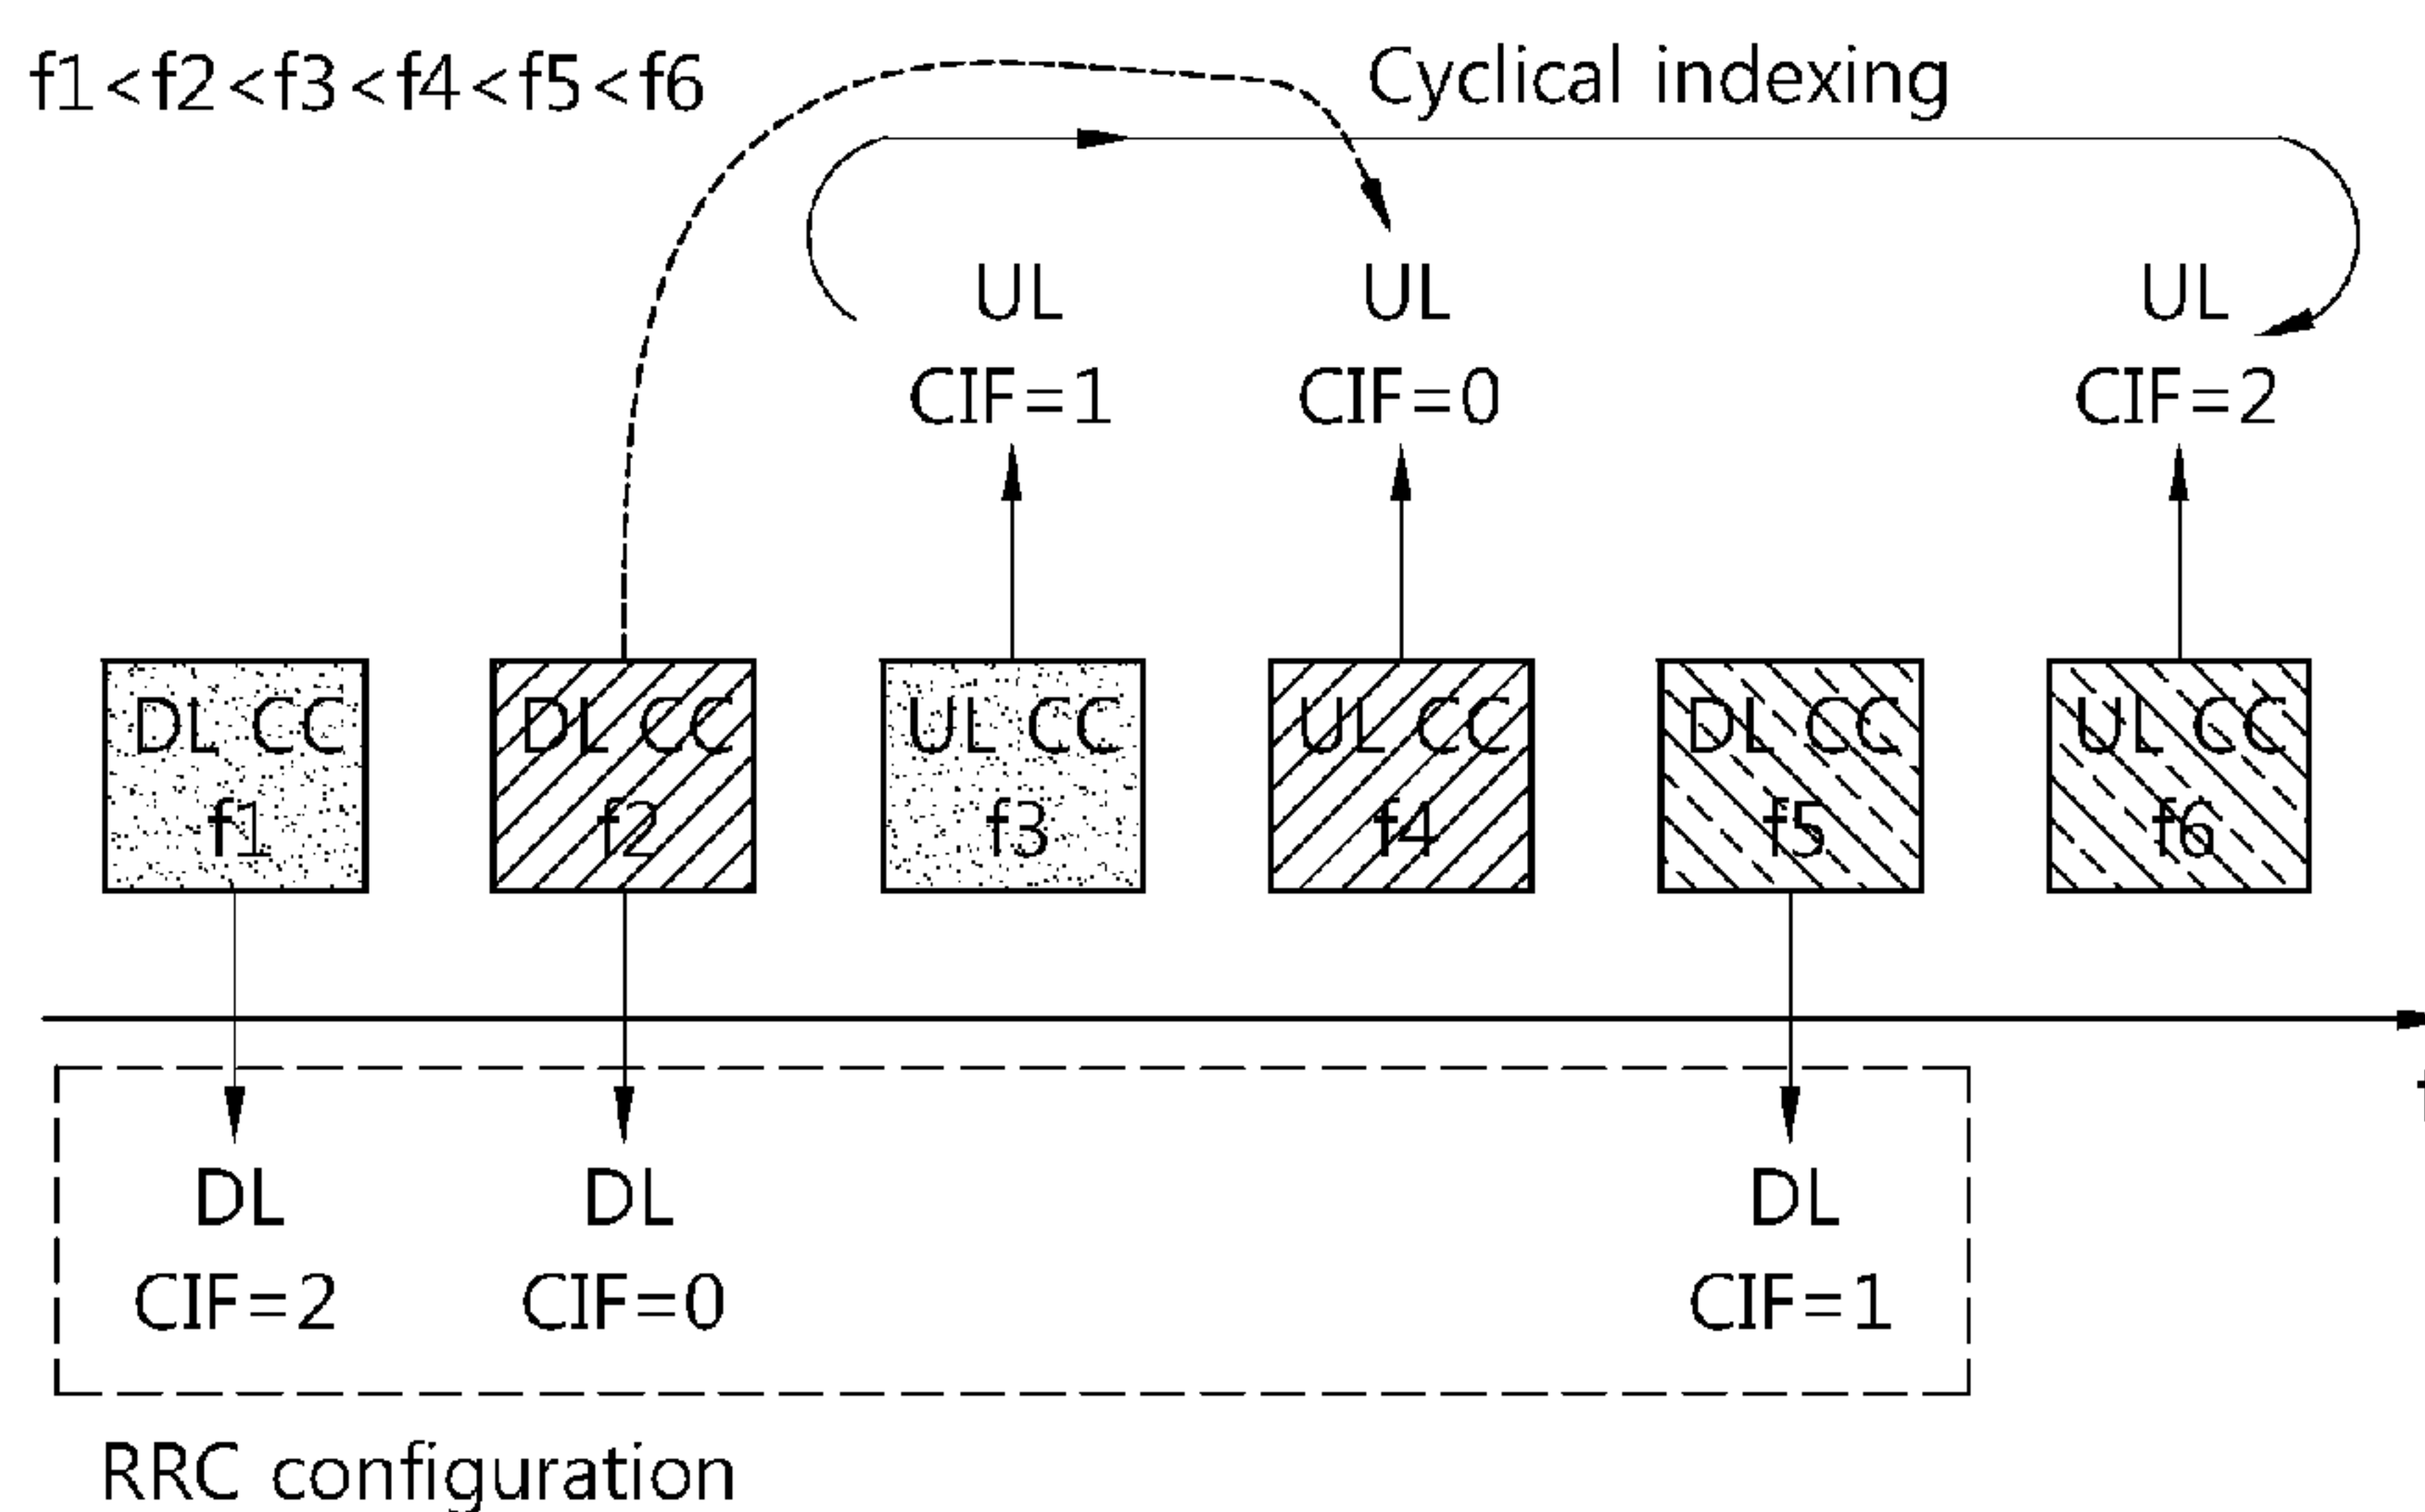 f1<f2<f3<f4<f5<f6
Cyclical indexing
UL
CIF=1
UL
CIF=0
UL
CIF=2
DL CC
f1
DL CC
f2
UL CC
f3
UL CC
f4
DL CC
f5
UL CC
f6
DL
CIF=2
DL
CIF=0
DL
CIF=1
RRC configuration